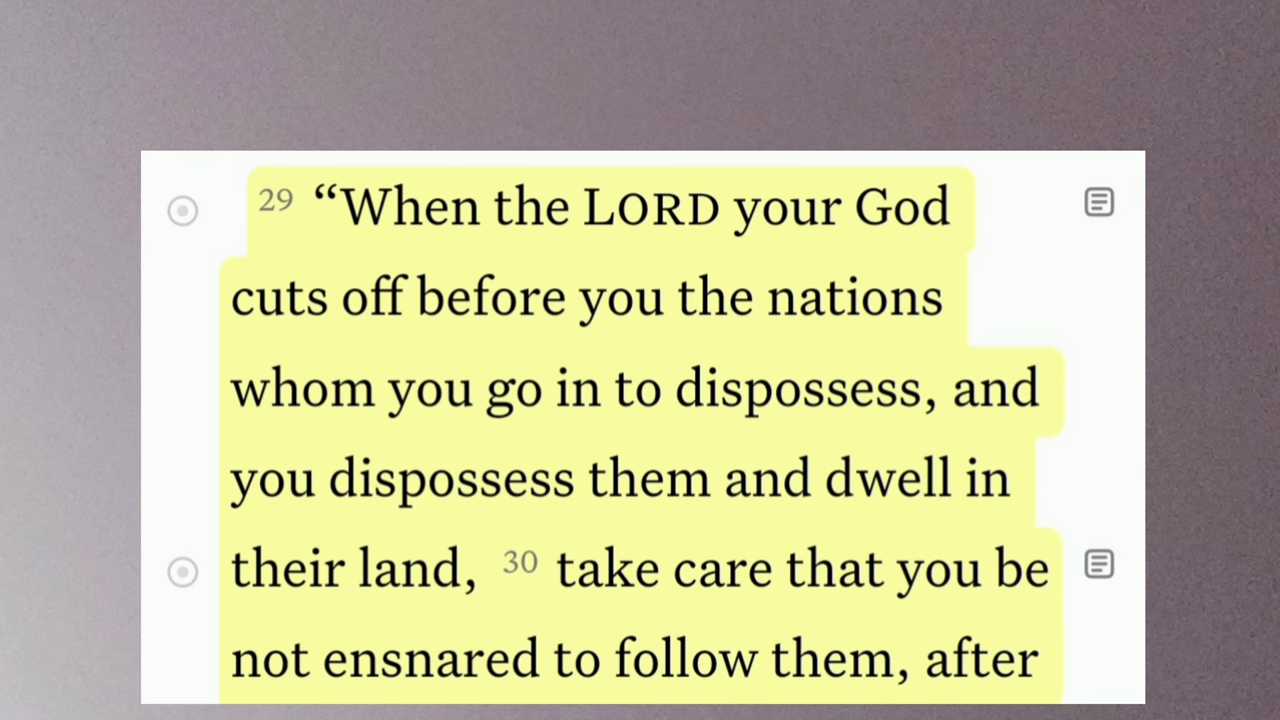 29 “When the LORD your God
cuts off before you the nations
whom you go in to dispossess, and
you dispossess them and dwell in
their land, 30 take care that you be
not ensnared to follow them, after